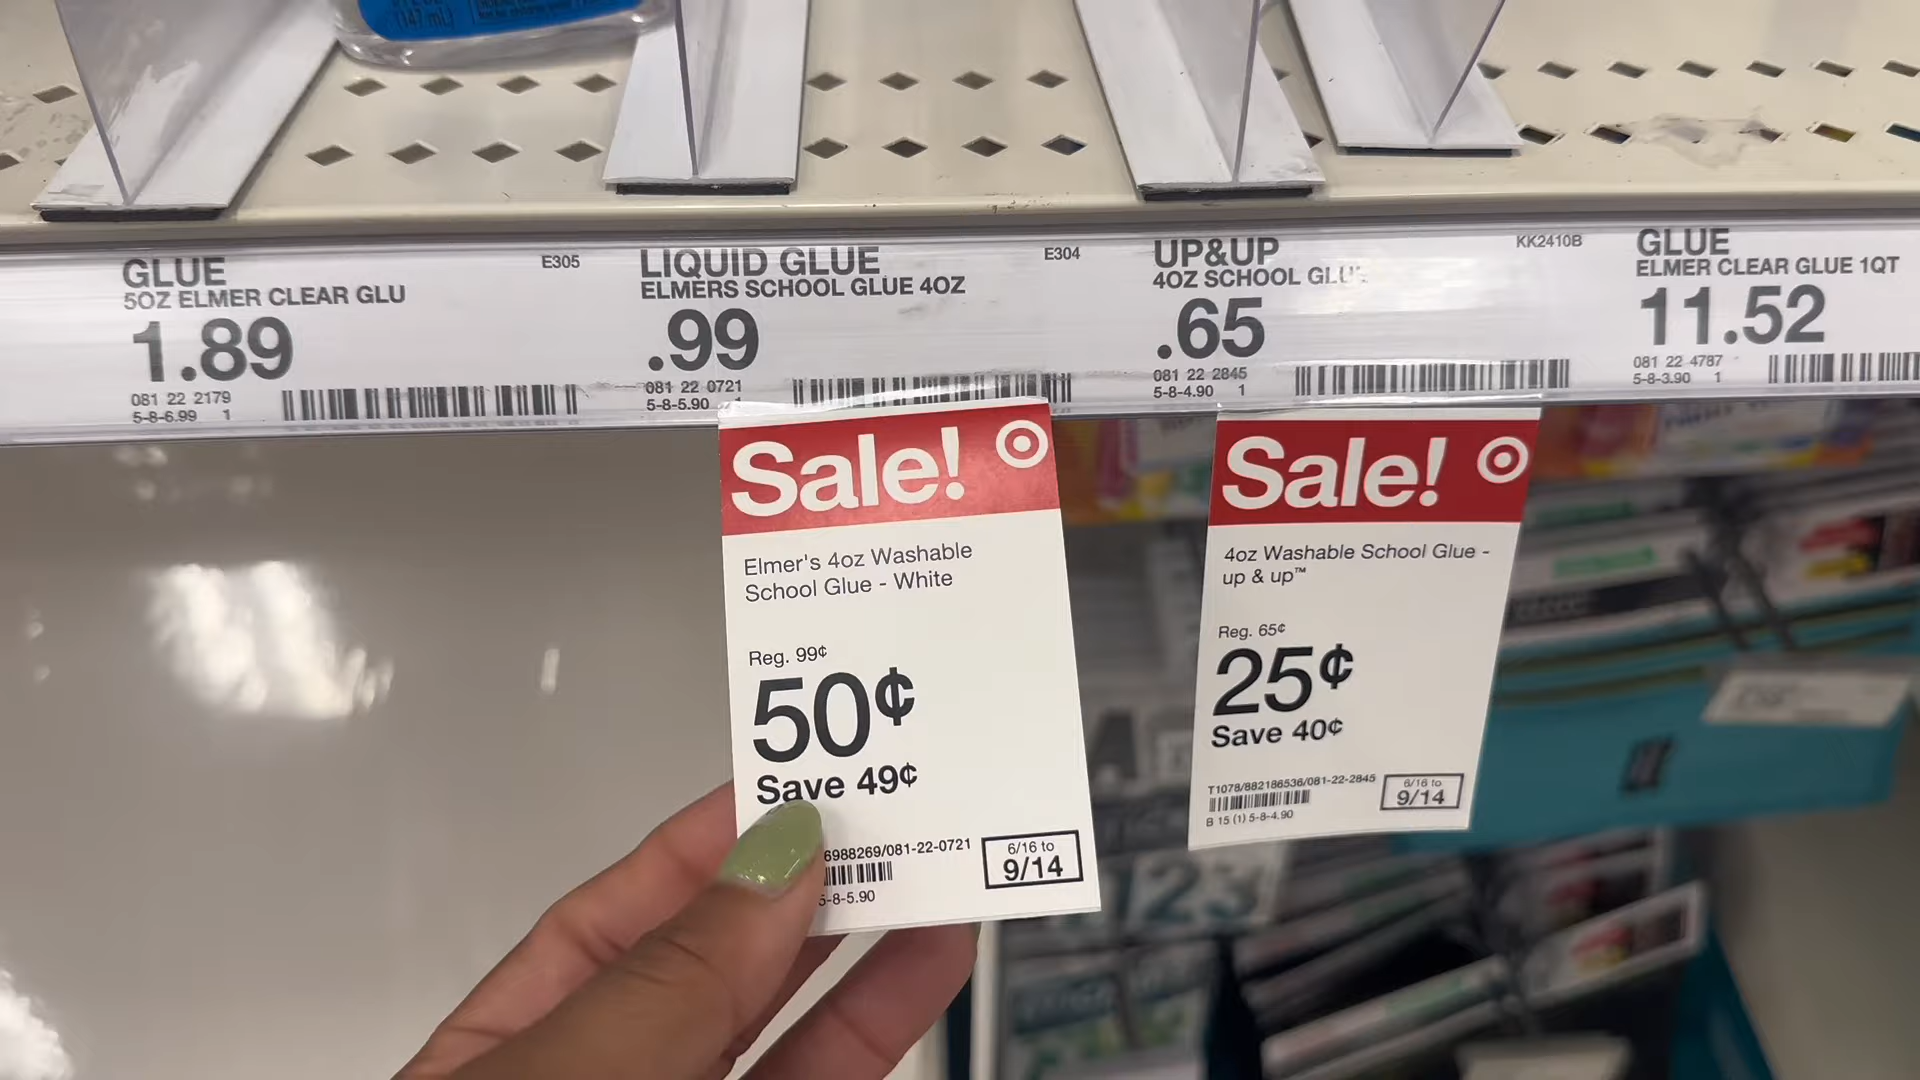 (147 mL)
GLUE E305
5OZ ELMER CLEAR GLU
1.89
081 22 2179
5-8-6.99 1
LIQUID GLUE E304
ELMERS SCHOOL GLUE 4OZ
.99
081 22 0721
5-8-5.90 1
UP&UP KK2410B
4OZ SCHOOL GLU
.65
081 22 2845
5-8-4.90 1
GLUE
ELMER CLEAR GLUE 1QT
11.52
081 22 4787
5-8-3.90 1
Sale!
Elmer's 4oz Washable
School Glue - White
Reg. 99¢
50¢
Save 49¢
6988269/081-22-0721
5-8-5.90
6/16 to
9/14
Sale!
4oz Washable School Glue -
up & up™
Reg. 65¢
25¢
Save 40¢
T1078/882186536/081-22-2845
B 15 (1) 5-8-4.90
6/16 to
9/14
123